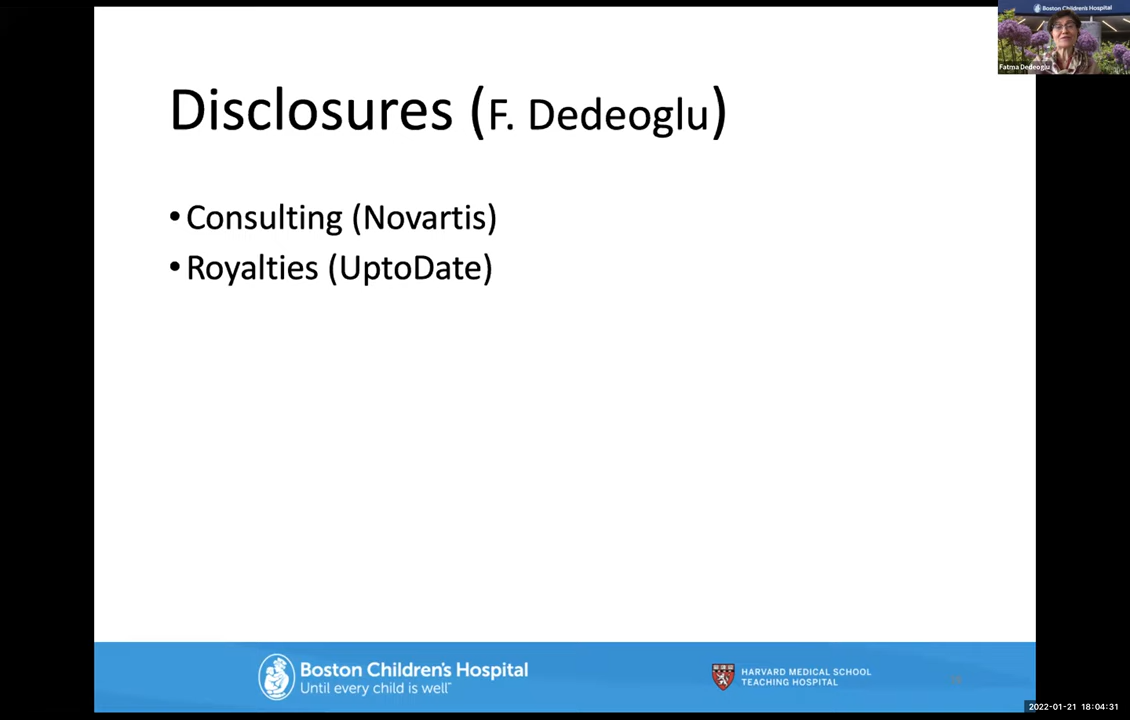 Boston Children's Hospital
Fatma Dedeoglu
Disclosures (F. Dedeoglu)
• Consulting (Novartis)
• Royalties (UptoDate)
Boston Children's Hospital
Until every child is well™
HARVARD MEDICAL SCHOOL
TEACHING HOSPITAL
2022-01-21 18:04:31